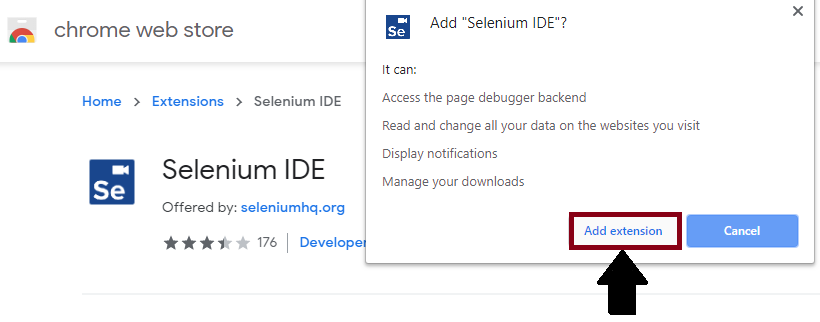 chrome web store
Home > Extensions > Selenium IDE
Se
Selenium IDE
Offered by: seleniumhq.org
176 | Developer
Se
Add "Selenium IDE"?
It can:
Access the page debugger backend
Read and change all your data on the websites you visit
Display notifications
Manage your downloads
Add extension
Cancel